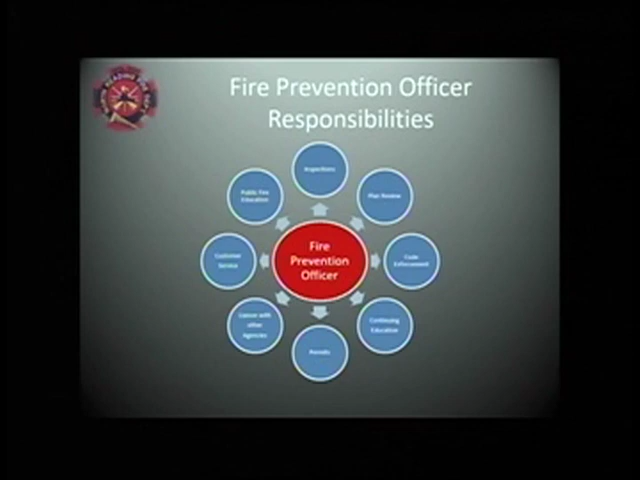 Fire Prevention Officer
Responsibilities
Inspections
Public Fire
Education
Plan Review
Customer
Service
Fire
Prevention
Officer
Code
Enforcement
Liaison with
other
Agencies
Continuing
Education
Permits